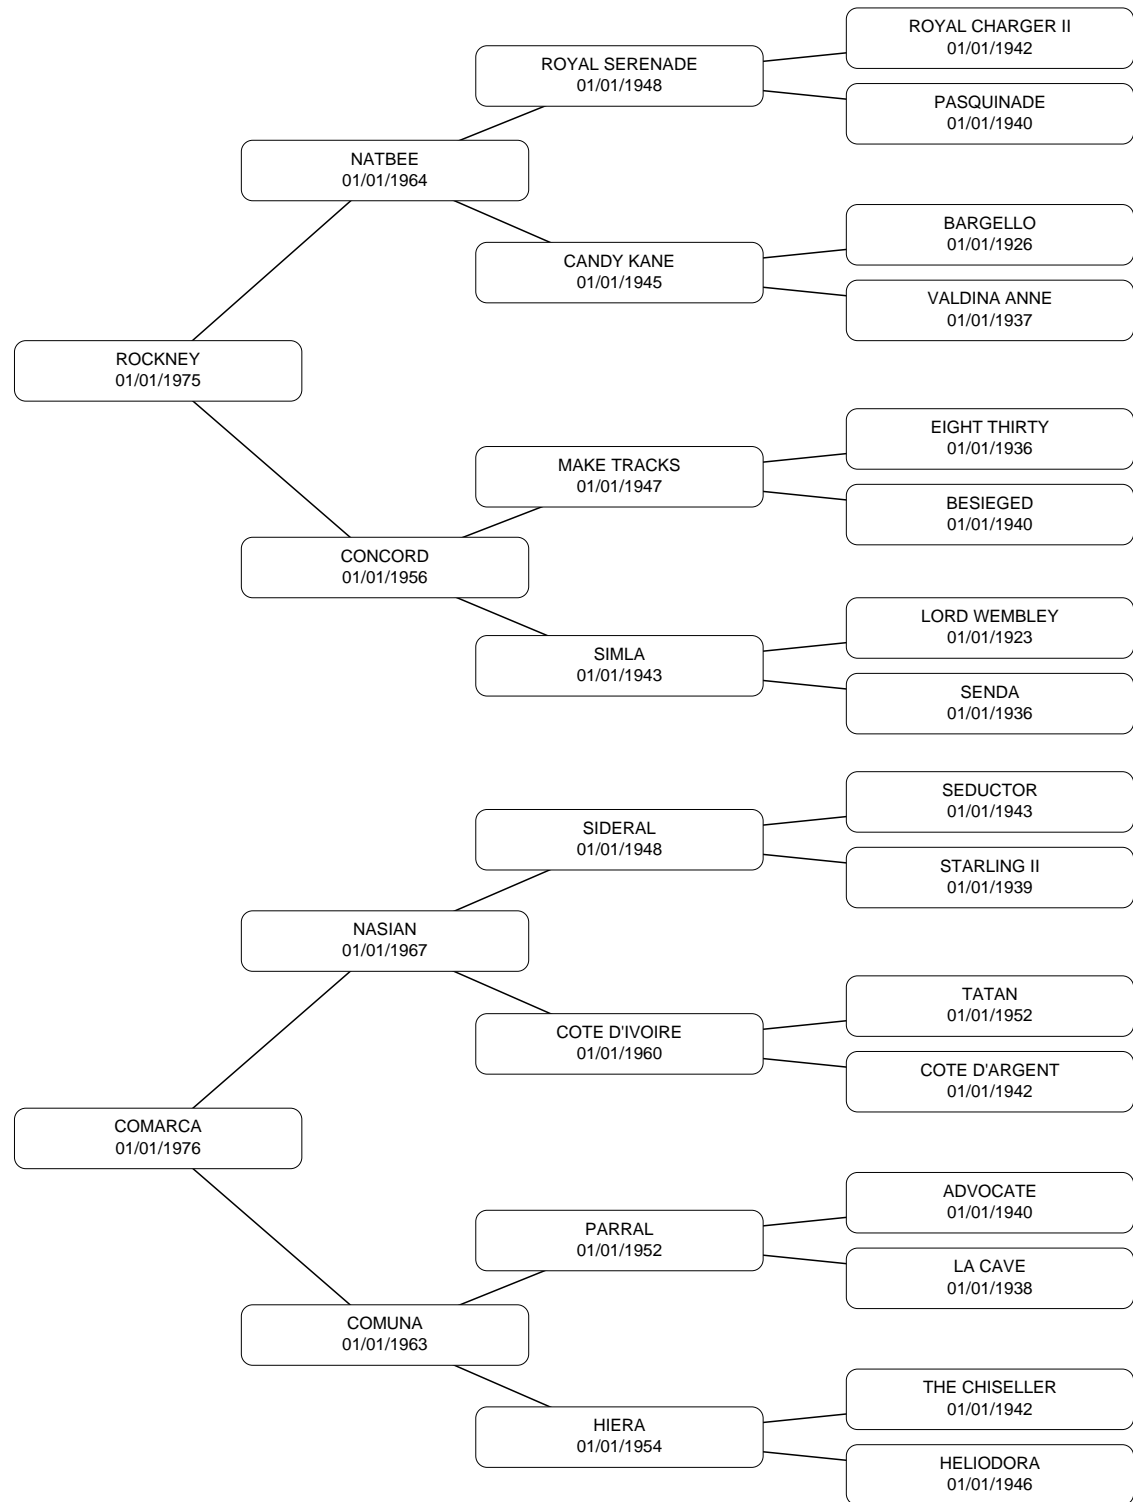 ROYAL CHARGER II
01/01/1942
ROYAL SERENADE
01/01/1948
PASQUINADE
01/01/1940
NATBEE
01/01/1964
BARGELLO
01/01/1926
CANDY KANE
01/01/1945
VALDINA ANNE
01/01/1937
ROCKNEY
01/01/1975
EIGHT THIRTY
01/01/1936
MAKE TRACKS
01/01/1947
BESIEGED
01/01/1940
CONCORD
01/01/1956
LORD WEMBLEY
01/01/1923
SIMLA
01/01/1943
SENDA
01/01/1936
SEDUCTOR
01/01/1943
SIDERAL
01/01/1948
STARLING II
01/01/1939
NASIAN
01/01/1967
TATAN
01/01/1952
COTE D'IVOIRE
01/01/1960
COTE D'ARGENT
01/01/1942
COMARCA
01/01/1976
ADVOCATE
01/01/1940
PARRAL
01/01/1952
LA CAVE
01/01/1938
COMUNA
01/01/1963
THE CHISELLER
01/01/1942
HIERA
01/01/1954
HELIODORA
01/01/1946